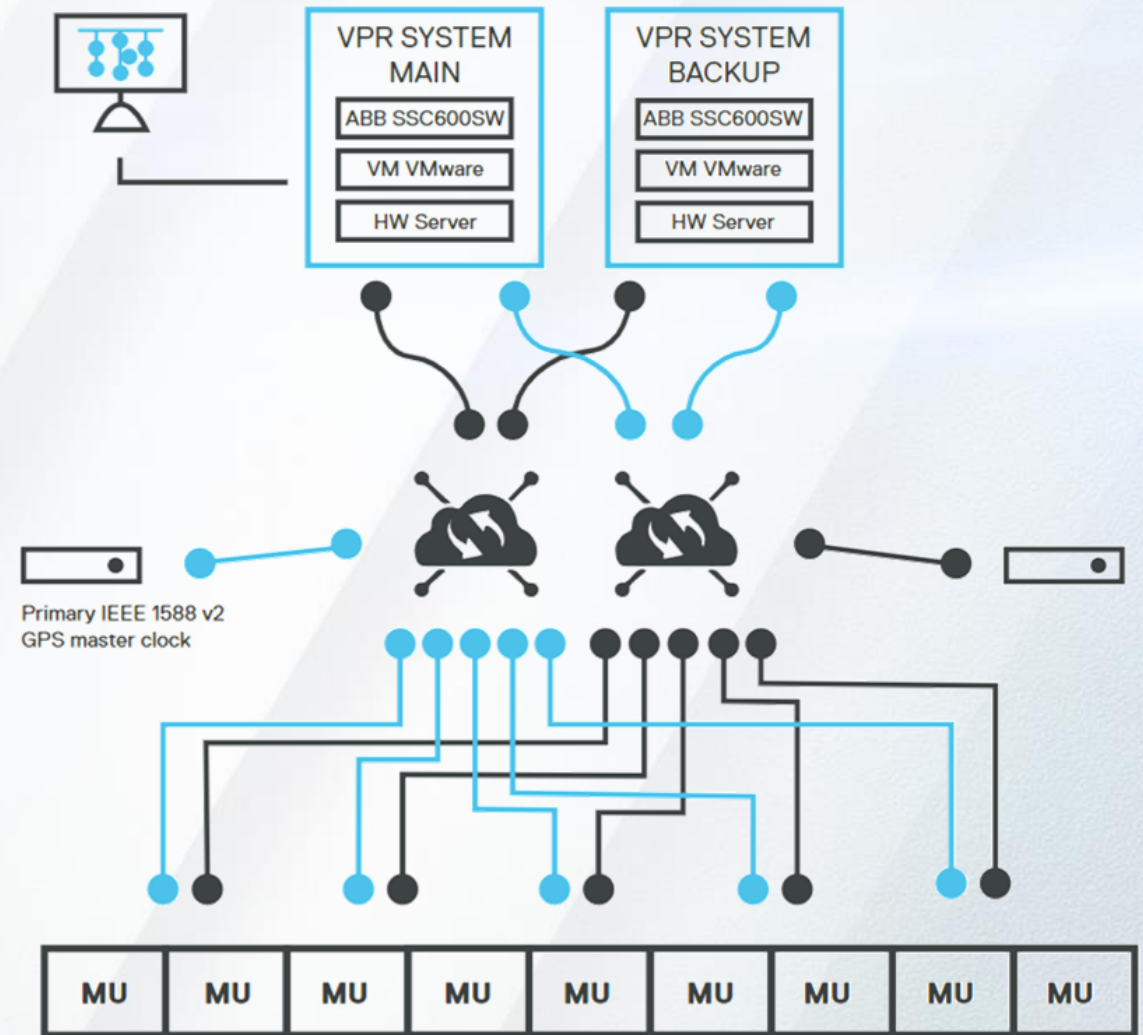 VPR SYSTEM
MAIN
ABB SSC600SW
VM VMware
HW Server
VPR SYSTEM
BACKUP
ABB SSC600SW
VM VMware
HW Server
Primary IEEE 1588 v2
GPS master clock
MU MU MU MU MU MU MU MU MU